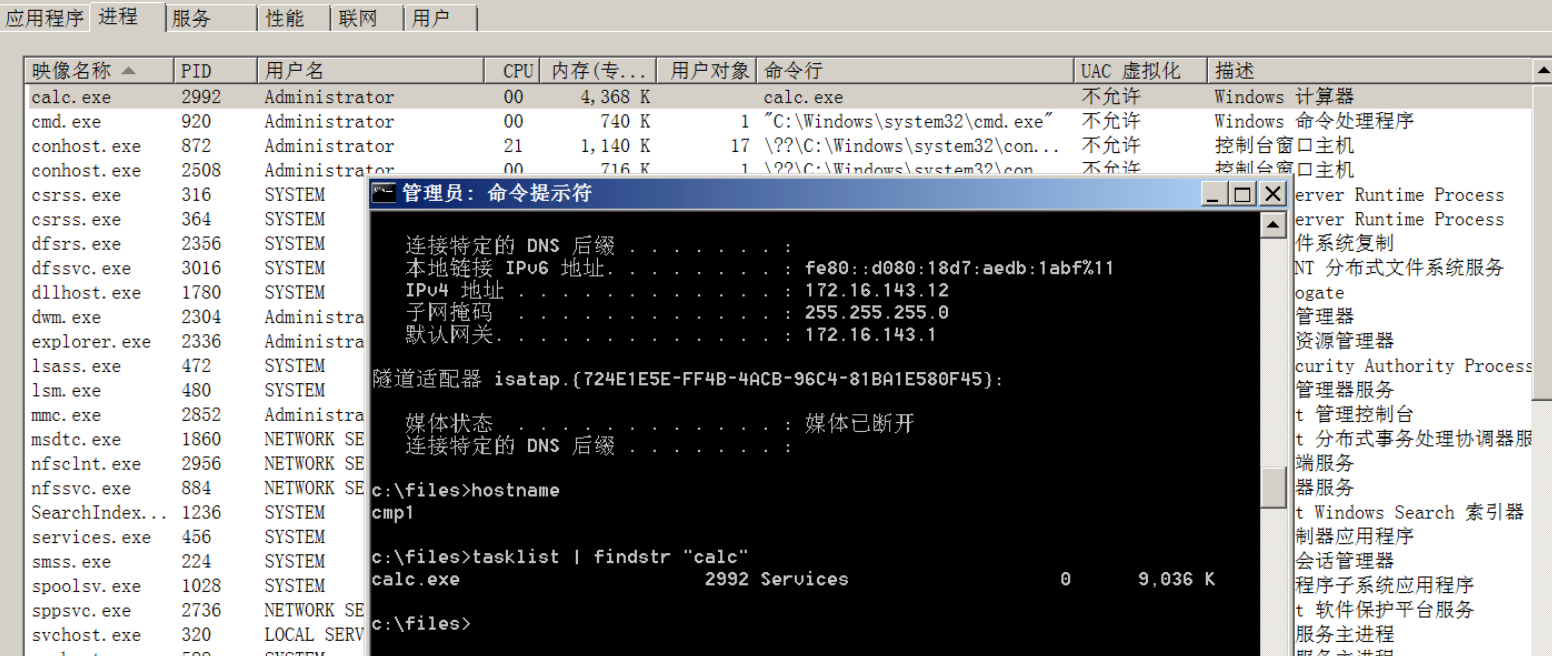 应用程序 进程 服务 性能 联网 用户
映像名称 PID 用户名 CPU 内存(专... 用户对象 命令行 UAC 虚拟化 描述
calc.exe 2992 Administrator 00 4,368 K calc.exe 不允许 Windows 计算器
cmd.exe 920 Administrator 00 740 K 1 "C:\Windows\system32\cmd.exe" 不允许 Windows 命令处理程序
conhost.exe 872 Administrator 21 1,140 K 17 \??\C:\Windows\system32\con... 不允许 控制台窗口主机
conhost.exe 2508 Administrator 00 716 K 1 \??\C:\Windows\system32\con 不允许 控制台窗口主机
csrss.exe 316 SYSTEM erver Runtime Process
csrss.exe 364 SYSTEM erver Runtime Process
dfsrs.exe 2356 SYSTEM 件系统复制
dfssvc.exe 3016 SYSTEM NT 分布式文件系统服务
dllhost.exe 1780 SYSTEM ogate
dwm.exe 2304 Administra 管理器
explorer.exe 2336 Administra 资源管理器
lsass.exe 472 SYSTEM curity Authority Process
lsm.exe 480 SYSTEM 管理器服务
mmc.exe 2852 Administra t 管理控制台
msdtc.exe 1860 NETWORK SE t 分布式事务处理协调器服
nfsclnt.exe 2956 NETWORK SE 端服务
nfssvc.exe 884 NETWORK SE 器服务
SearchIndex... 1236 SYSTEM t Windows Search 索引器
services.exe 456 SYSTEM 制器应用程序
smss.exe 224 SYSTEM 会话管理器
spoolsv.exe 1028 SYSTEM 程序子系统应用程序
sppsvc.exe 2736 NETWORK SE t 软件保护平台服务
svchost.exe 320 LOCAL SERV 服务主进程
管理员: 命令提示符
连接特定的 DNS 后缀 . . . . . . . :
本地链接 IPv6 地址. . . . . . . . : fe80::d080:18d7:aedb:1abf%11
IPv4 地址 . . . . . . . . . . . . : 172.16.143.12
子网掩码  . . . . . . . . . . . . : 255.255.255.0
默认网关. . . . . . . . . . . . . : 172.16.143.1
隧道适配器 isatap.{724E1E5E-FF4B-4ACB-96C4-81BA1E580F45}:
媒体状态  . . . . . . . . . . . . : 媒体已断开
连接特定的 DNS 后缀 . . . . . . . :
c:\files>hostname
cmp1
c:\files>tasklist | findstr "calc"
calc.exe 2992 Services 0 9,036 K
c:\files>